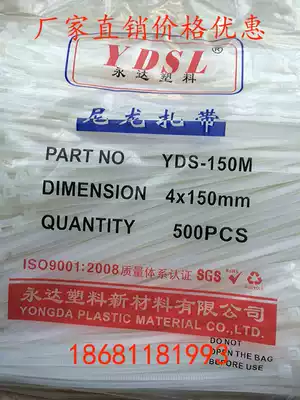 厂家直销价格优惠
YDSL
永达塑料
尼龙扎带
PART NO YDS-150M
DIMENSION 4x150mm
QUANTITY 500PCS
ISO9001:2008质量体系认证 SGS
永达塑料新材料有限公司
YONGDA PLASTIC MATERIAL CO.,LTD.
DO NOT
OPEN THE BAG
BEFORE USE